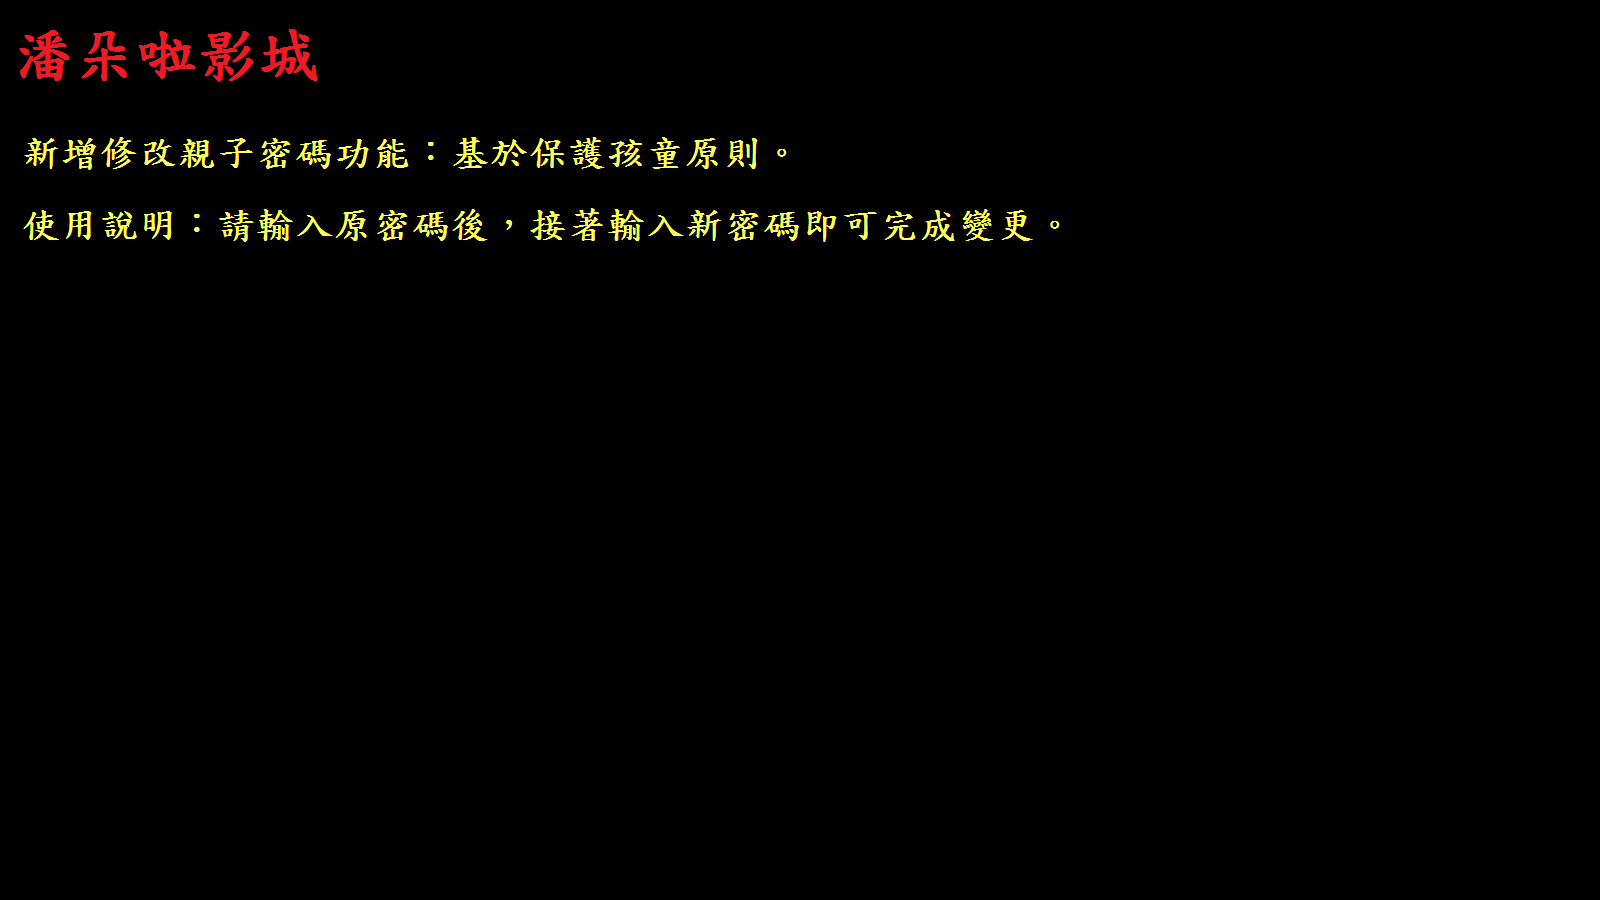 潘朵啦影城
新增修改親子密碼功能：基於保護孩童原則。
使用說明：請輸入原密碼後，接著輸入新密碼即可完成變更。